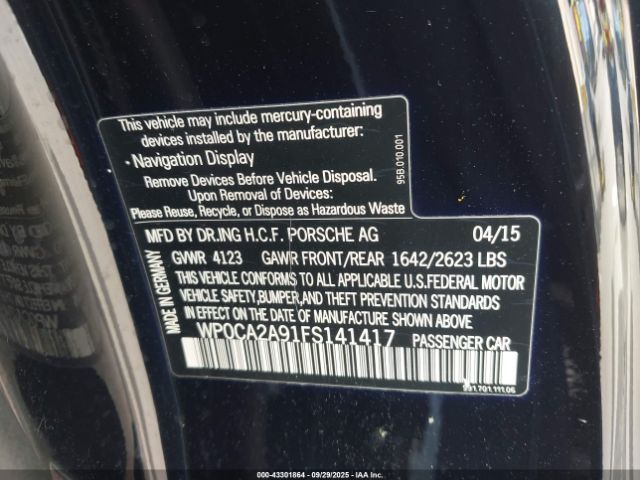 This vehicle may include mercury-containing
devices installed by the manufacturer:
• Navigation Display
Remove Devices Before Vehicle Disposal.
Upon Removal of Devices:
Please Reuse, Recycle, or Dispose as Hazardous Waste
95B.010.001
MFD BY DR.ING H.C.F. PORSCHE AG 04/15
GVWR 4123 GAWR FRONT/REAR 1642/2623 LBS
THIS VEHICLE CONFORMS TO ALL APPLICABLE U.S.FEDERAL MOTOR
VEHICLE SAFETY,BUMPER,AND THEFT PREVENTION STANDARDS
IN EFFECT ON THE DATE OF MANUFACTURE SHOWN ABOVE.
WP0CA2A91FS141417 PASSENGER CAR
MADE IN GERMANY
991.701.111.06
00-43301864 - 09/29/2025 - IAAI.COM